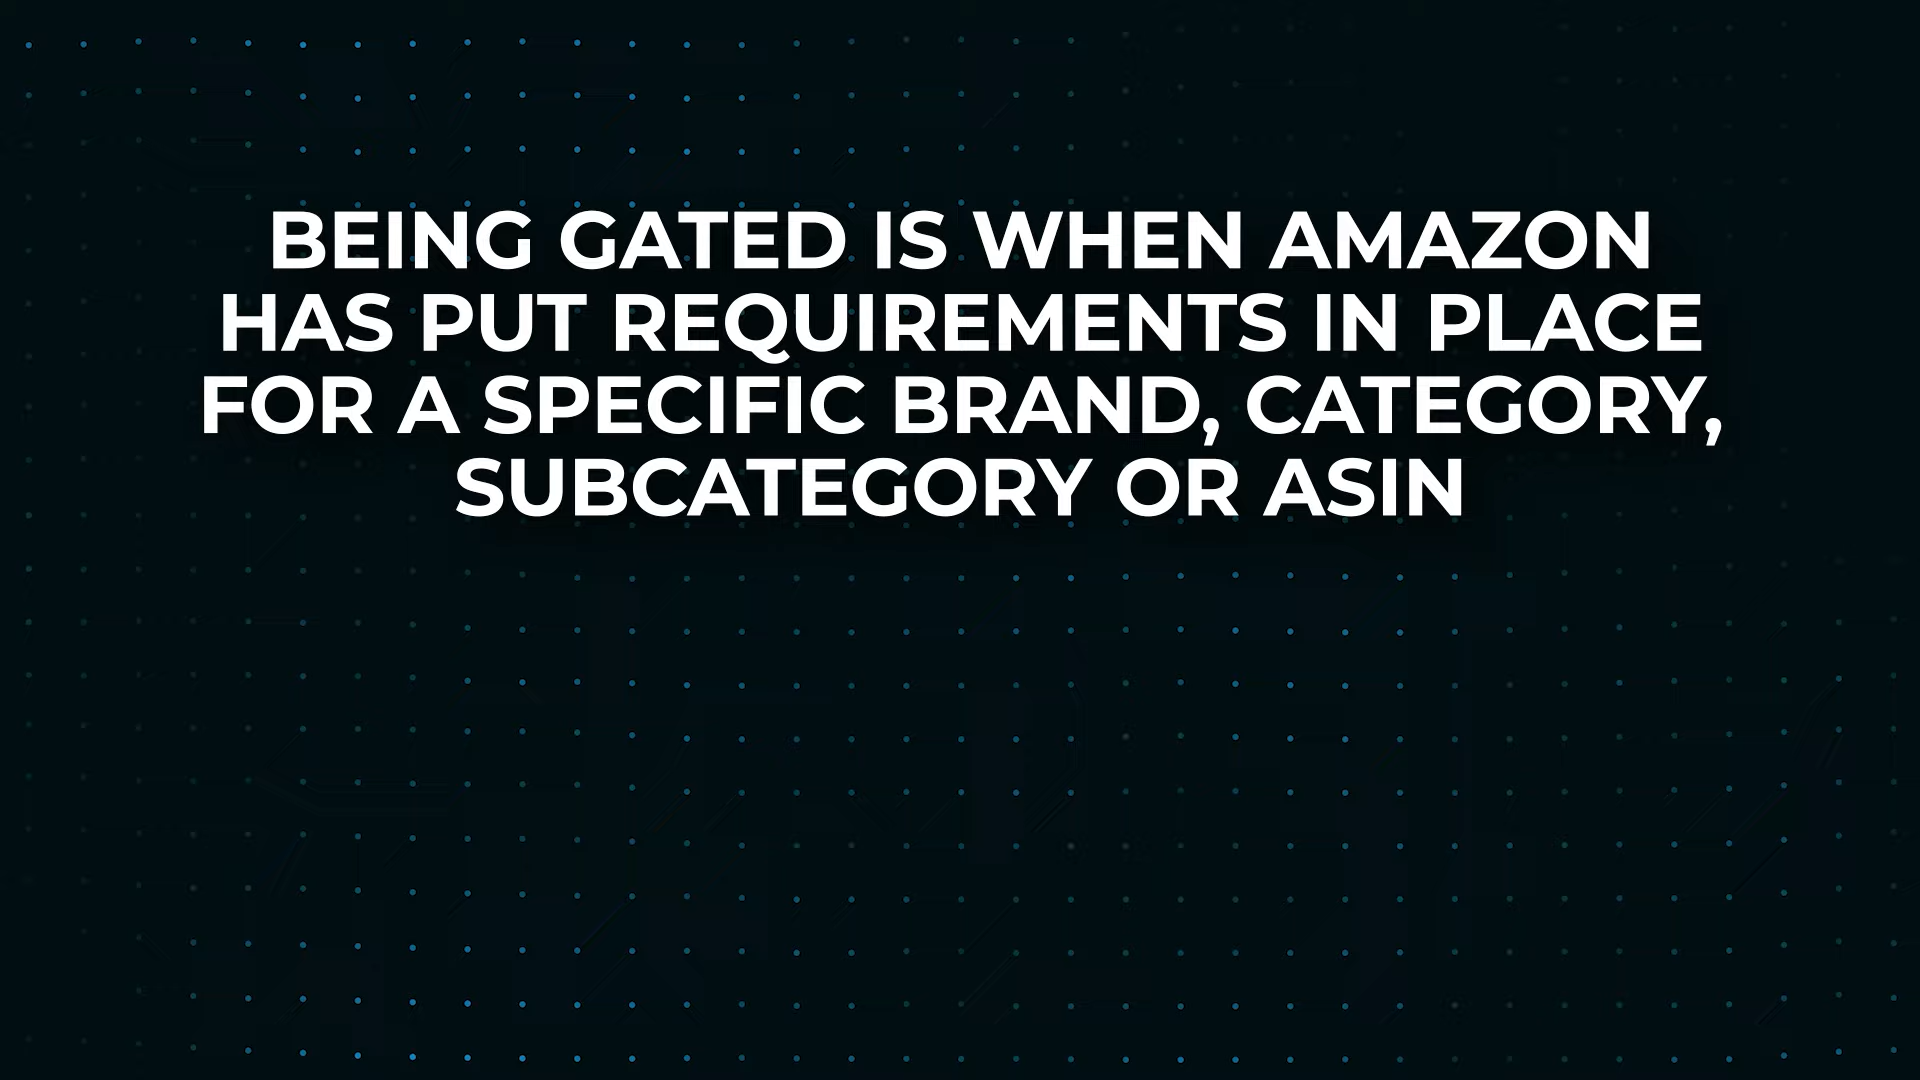 BEING GATED IS WHEN AMAZON
HAS PUT REQUIREMENTS IN PLACE
FOR A SPECIFIC BRAND, CATEGORY,
SUBCATEGORY OR ASIN